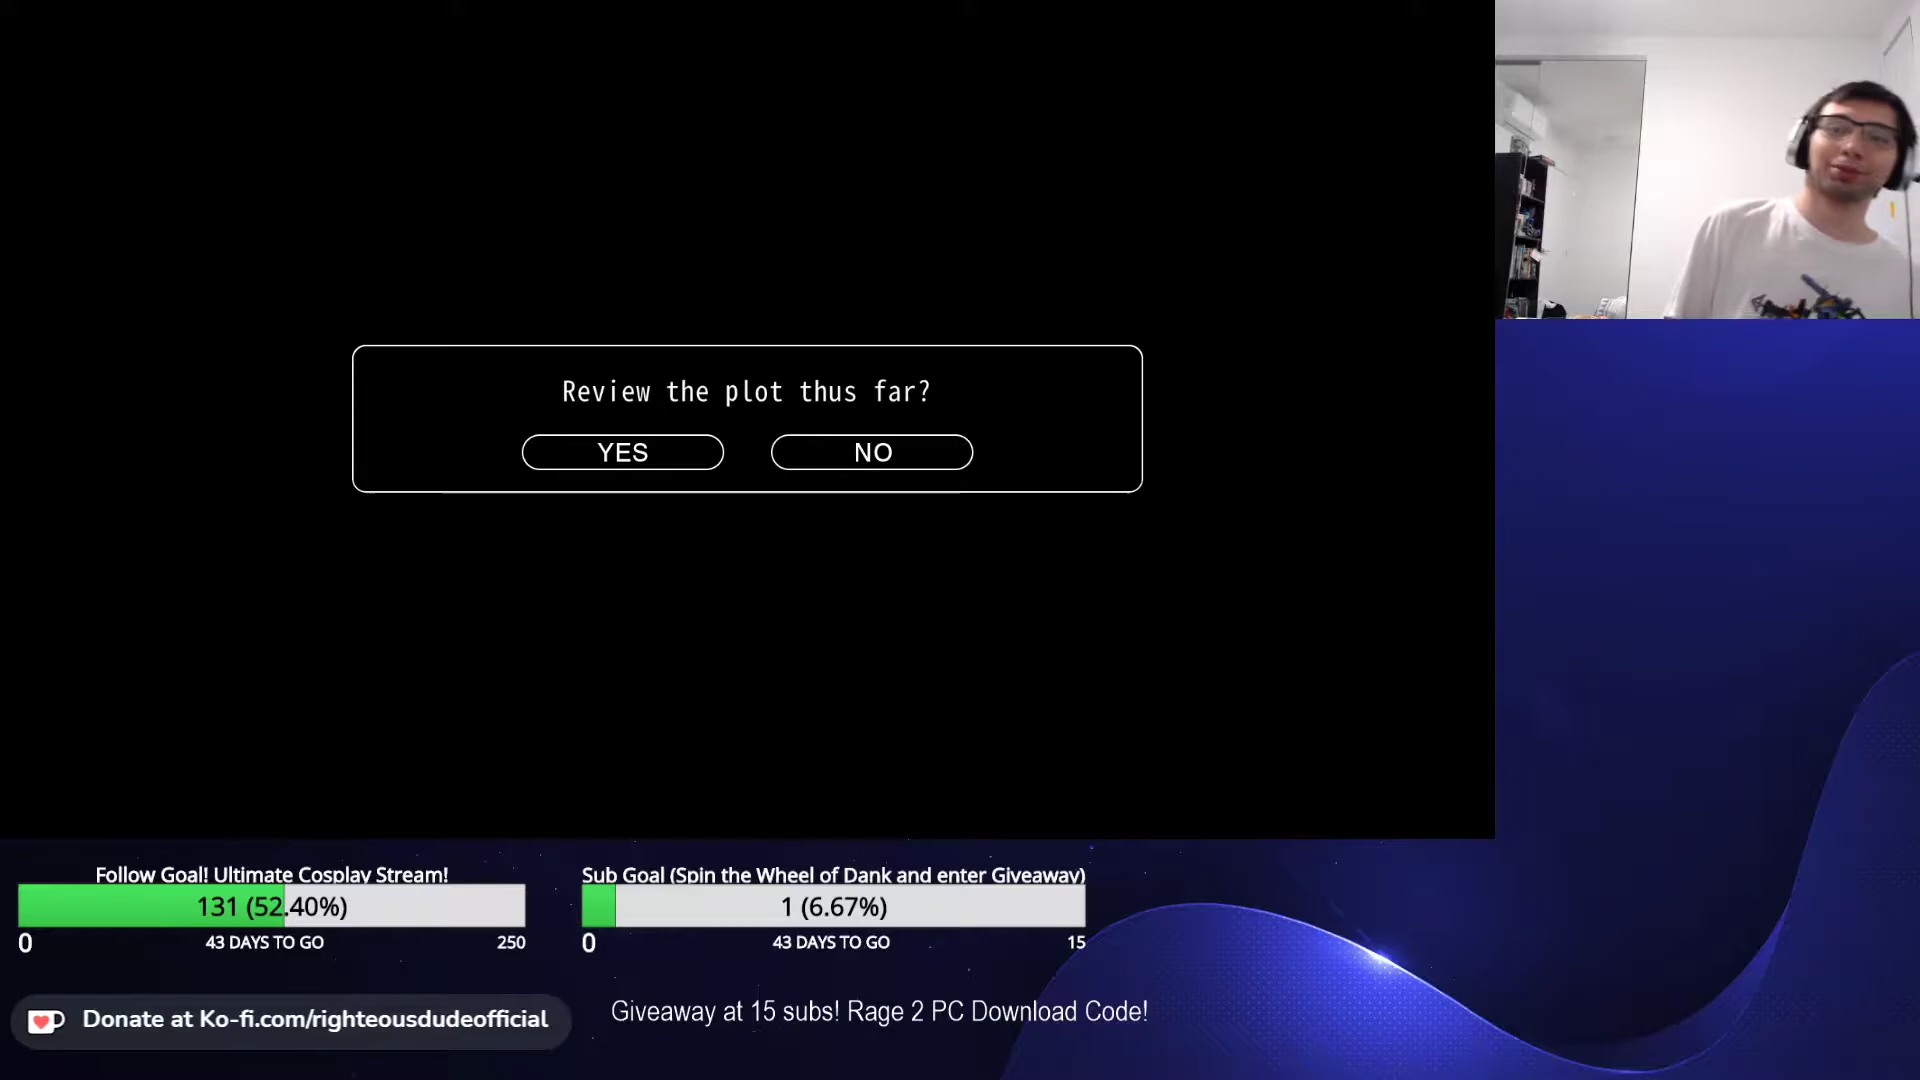 Review the plot thus far?
YES
NO
Follow Goal! Ultimate Cosplay Stream!
131 (52.40%)
0
43 DAYS TO GO
250
Sub Goal (Spin the Wheel of Dank and enter Giveaway)
1 (6.67%)
0
43 DAYS TO GO
15
Donate at Ko-fi.com/righteousdudeofficial
Giveaway at 15 subs! Rage 2 PC Download Code!